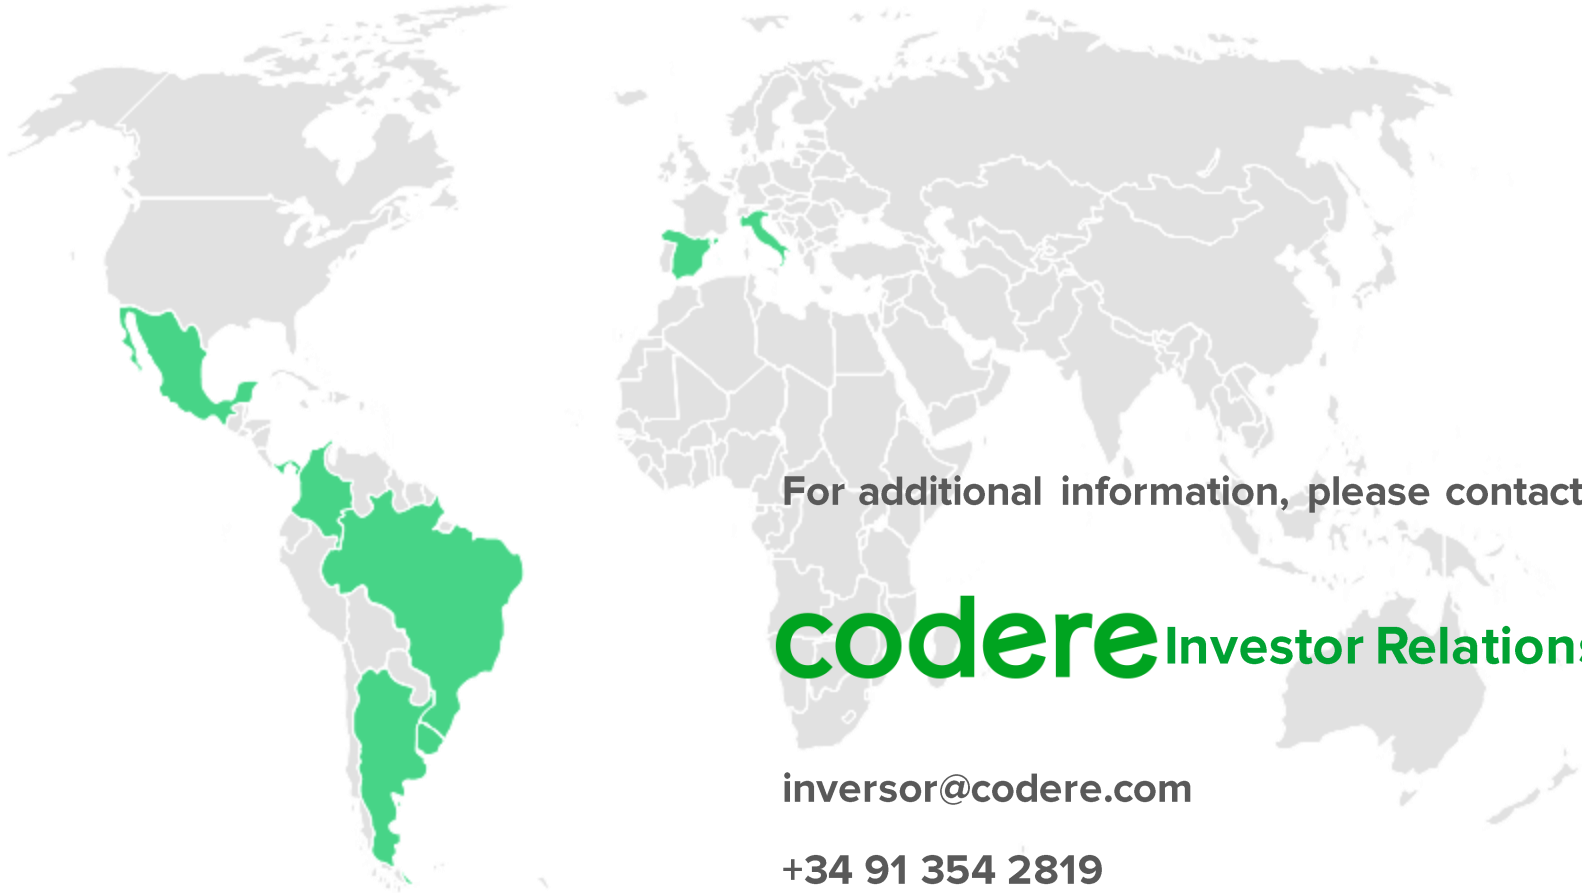 For additional information, please contact
codere Investor Relations
inversor@codere.com
+34 91 354 2819